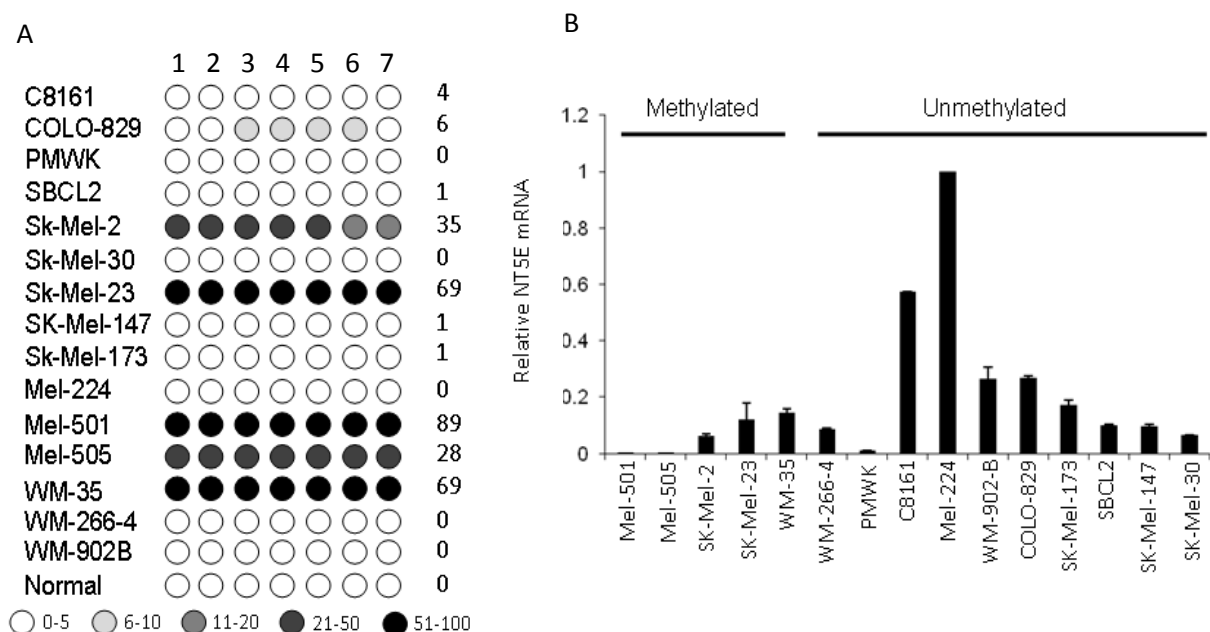 A
1 2 3 4 5 6 7
C8161 4
COLO-829 6
PMWK 0
SBCL2 1
Sk-Mel-2 35
Sk-Mel-30 0
Sk-Mel-23 69
SK-Mel-147 1
Sk-Mel-173 1
Mel-224 0
Mel-501 89
Mel-505 28
WM-35 69
WM-266-4 0
WM-902B 0
Normal 0
0-5 6-10 11-20 21-50 51-100
B
Methylated Unmethylated
Relative NT5E mRNA
1.2
1
0.8
0.6
0.4
0.2
0
Mel-501
Mel-505
SK-Mel-2
SK-Mel-23
WM-35
WM-266-4
PMWK
C8161
Mel-224
WM-902-B
COLO-829
SK-Mel-173
SBCL2
SK-Mel-147
SK-Mel-30